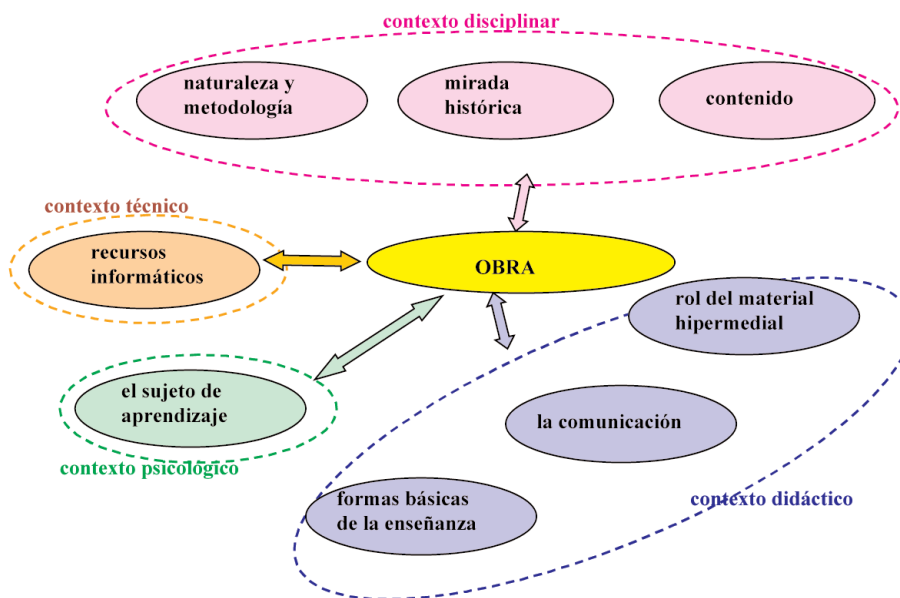 contexto disciplinar
naturaleza y
metodología
mirada
histórica
contenido
contexto técnico
recursos
informáticos
OBRA
rol del material
hipermedial
el sujeto de
aprendizaje
la comunicación
contexto psicológico
formas básicas
de la enseñanza
contexto didáctico